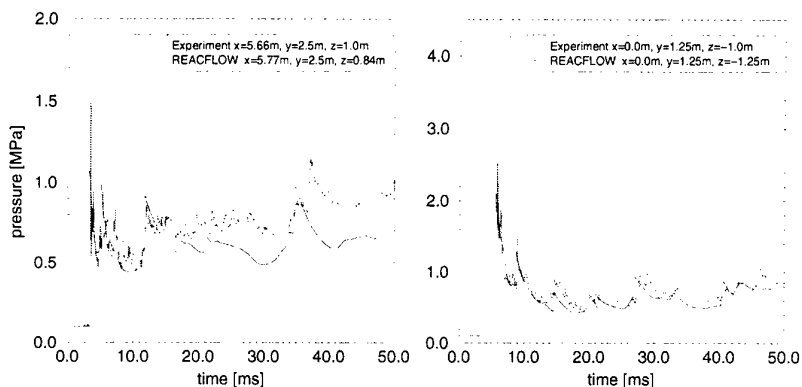 2.0
1.5
1.0
0.5
0.0
pressure [MPa]
Experiment x=5.66m, y=2.5m, z=1.0m
REACFLOW x=5.77m, y=2.5m, z=0.84m
0.0 10.0 20.0 30.0 40.0 50.0
time [ms]
4.0
3.0
2.0
1.0
0.0
Experiment x=0.0m, y=1.25m, z=-1.0m
REACFLOW x=0.0m, y=1.25m, z=-1.25m
0.0 10.0 20.0 30.0 40.0 50.0
time [ms]